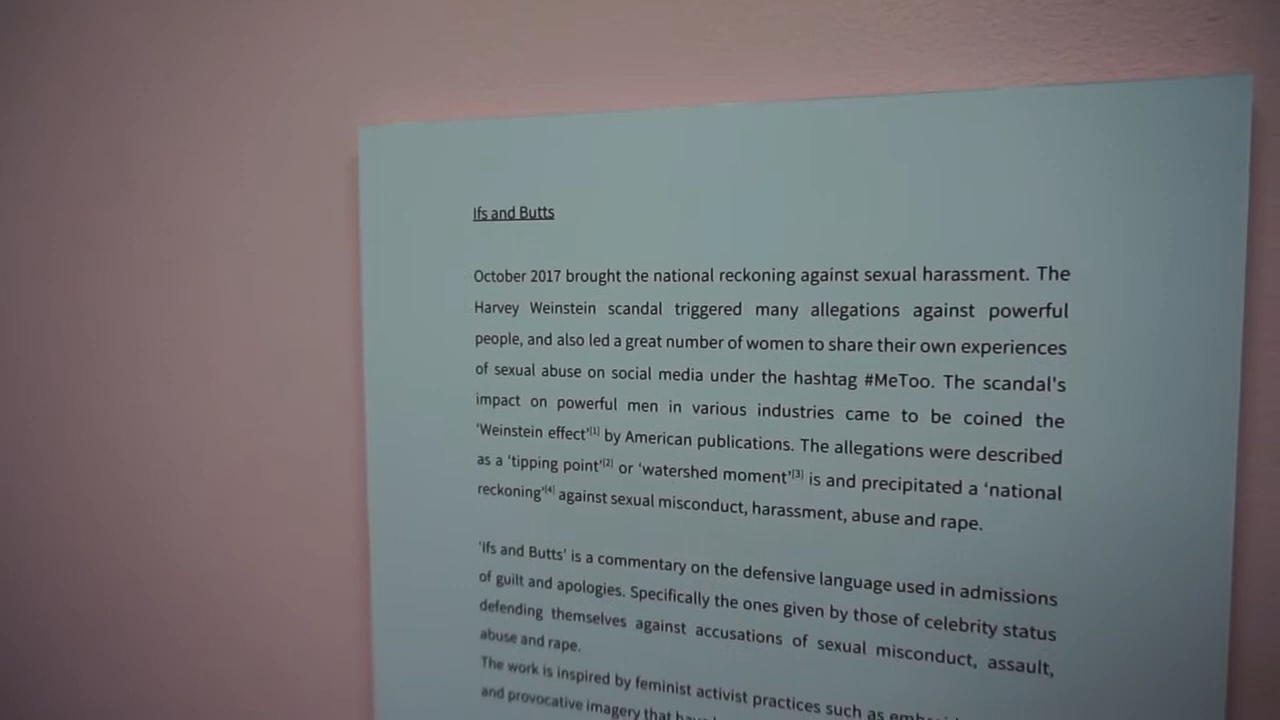 Ifs and Butts
October 2017 brought the national reckoning against sexual harassment. The
Harvey Weinstein scandal triggered many allegations against powerful
people, and also led a great number of women to share their own experiences
of sexual abuse on social media under the hashtag #MeToo. The scandal's
impact on powerful men in various industries came to be coined the
'Weinstein effect'[1] by American publications. The allegations were described
as a 'tipping point'[2] or 'watershed moment'[3] is and precipitated a 'national
reckoning'[4] against sexual misconduct, harassment, abuse and rape.
'Ifs and Butts' is a commentary on the defensive language used in admissions
of guilt and apologies. Specifically the ones given by those of celebrity status
defending themselves against accusations of sexual misconduct, assault,
abuse and rape.
The work is inspired by feminist activist practices such as
and provocative imagery that